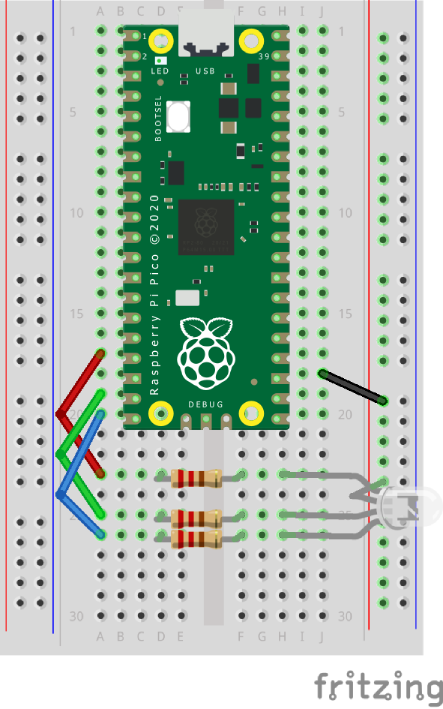 A B C D E F G H I J
1 1
1
2 39
LED USB
BOOTSEL
5 5
10 10
15 15
Raspberry Pi Pico ©2020
DEBUG
20 20
25
30 30
A B C D E F G H I J
fritzing